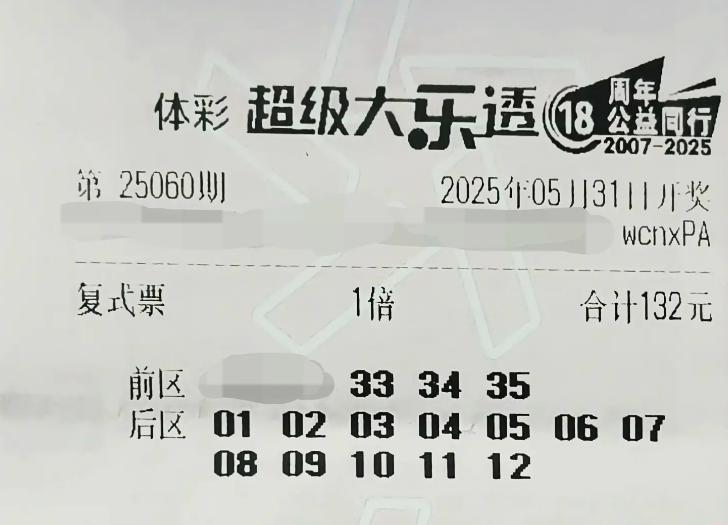 体彩 超级大乐透 18 周年
公益同行
2007-2025
第 25060期 2025年05月31日开奖
wcnxPA
复式票 1倍 合计132元
前区 33 34 35
后区 01 02 03 04 05 06 07
08 09 10 11 12